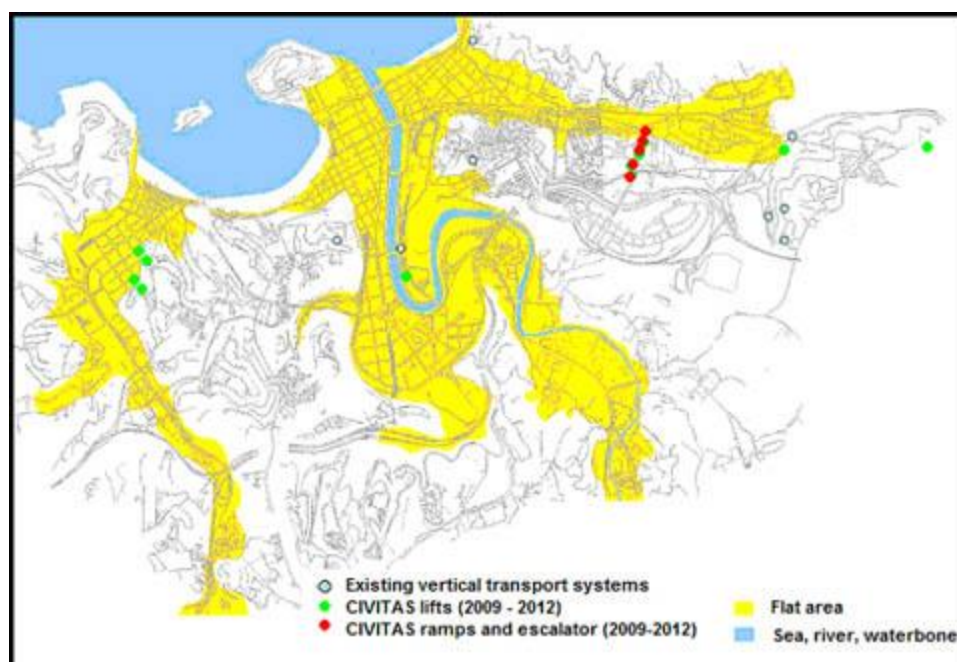 Existing vertical transport systems
CIVITAS lifts (2009 - 2012)
CIVITAS ramps and escalator (2009-2012)
Flat area
Sea, river, waterbone